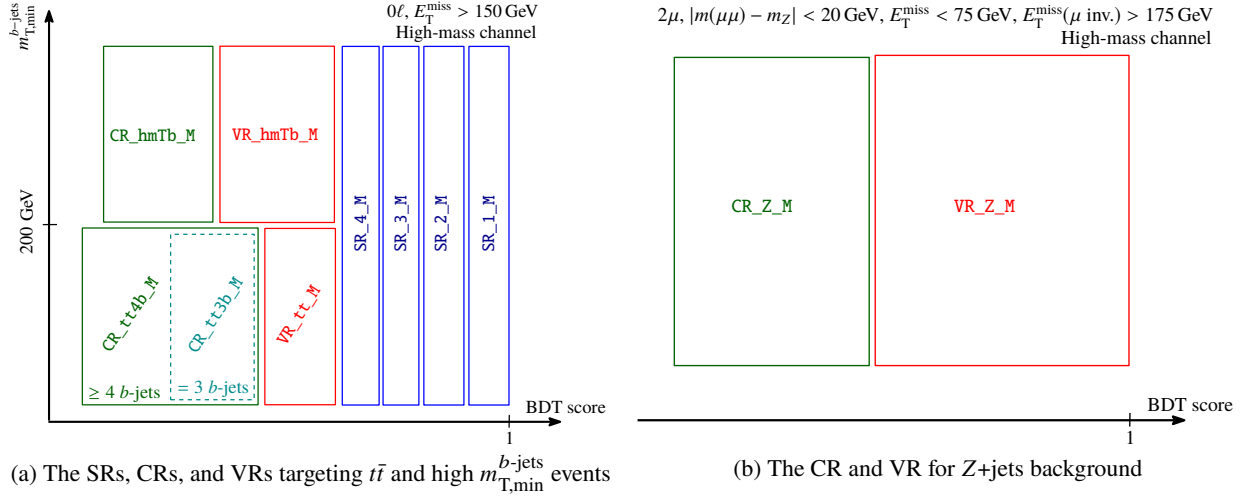 0ℓ, E_T^miss > 150 GeV
High-mass channel
m_T,min^b-jets
200 GeV
CR_hmTb_M
VR_hmTb_M
SR_4_M
SR_3_M
SR_2_M
SR_1_M
CR_tt4b_M
CR_tt3b_M
VR_tt_M
≥ 4 b-jets
= 3 b-jets
BDT score
1
(a) The SRs, CRs, and VRs targeting tt̄ and high m_T,min^b-jets events
2μ, |m(μμ) − m_Z| < 20 GeV, E_T^miss < 75 GeV, E_T^miss(μ inv.) > 175 GeV
High-mass channel
CR_Z_M
VR_Z_M
BDT score
1
(b) The CR and VR for Z+jets background